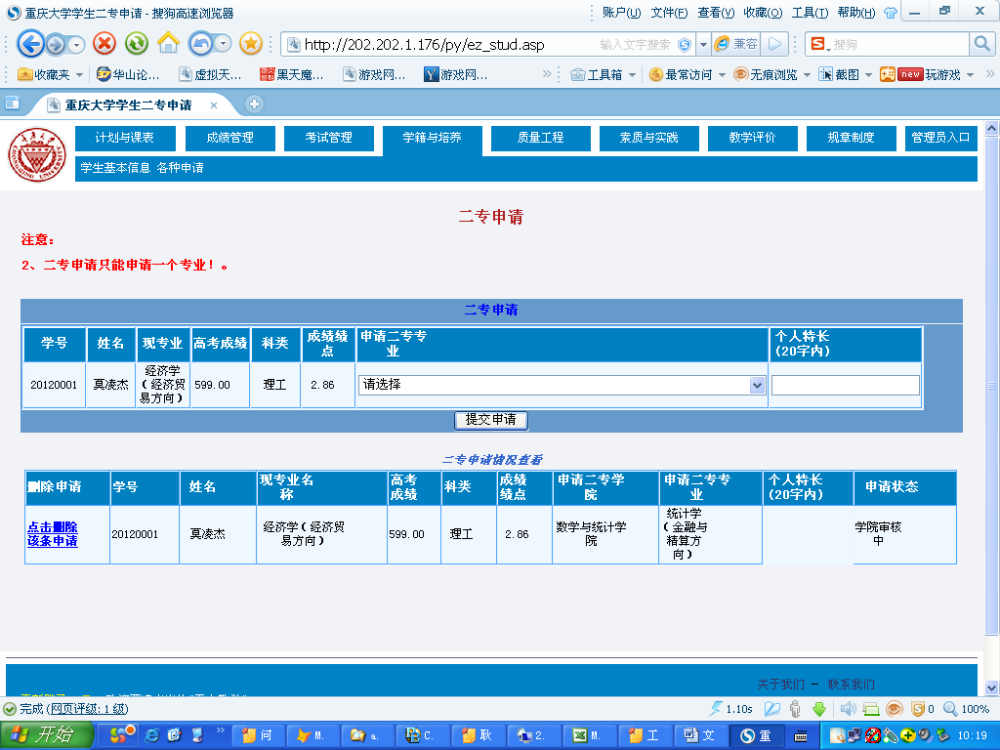 重庆大学学生二专申请 - 搜狗高速浏览器
账户(U) 文件(F) 查看(V) 收藏(O) 工具(T) 帮助(H)
http://202.202.1.176/py/ez_stud.asp
输入文字搜索
兼容
搜狗
收藏夹 华山论... 虚拟天... 黑天魔... 游戏网... 游戏网... » 工具箱 最常访问 无痕浏览 截图 new 玩游戏 »
重庆大学学生二专申请
计划与课表 成绩管理 考试管理 学籍与培养 质量工程 素质与实践 教学评价 规章制度 管理员入口
学生基本信息 各种申请
二专申请
注意:
2、二专申请只能申请一个专业!。
二专申请
学号 姓名 现专业 高考成绩 科类 成绩绩点 申请二专专业 个人特长(20字内)
20120001 莫凌杰 经济学(经济贸易方向) 599.00 理工 2.86 请选择
提交申请
二专申请情况查看
删除申请 学号 姓名 现专业名称 高考成绩 科类 成绩绩点 申请二专学院 申请二专专业 个人特长(20字内) 申请状态
点击删除该条申请 20120001 莫凌杰 经济学(经济贸易方向) 599.00 理工 2.86 数学与统计学院 统计学(金融与精算方向) 学院审核中
关于我们 — 联系我们
完成 (网页评级: 1 级)
1.10s
0
100%
开始 » 问 M. a. C. 耿 2. M. 工 文 重
10:19